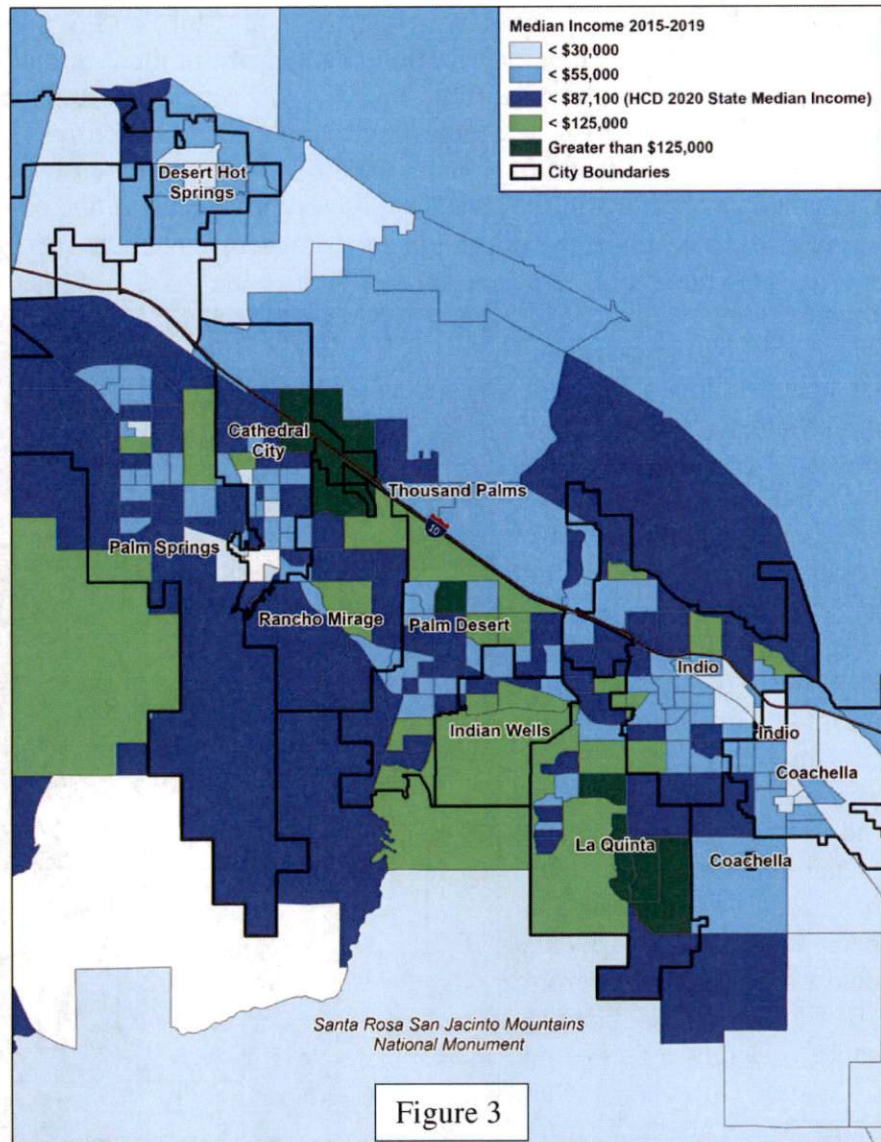 Median Income 2015-2019
< $30,000
< $55,000
< $87,100 (HCD 2020 State Median Income)
< $125,000
Greater than $125,000
City Boundaries
Desert Hot
Springs
Cathedral
City
Thousand Palms
10
Palm Springs
Rancho Mirage
Palm Desert
Indio
Indian Wells
Indio
Coachella
La Quinta
Coachella
Santa Rosa San Jacinto Mountains
National Monument
Figure 3